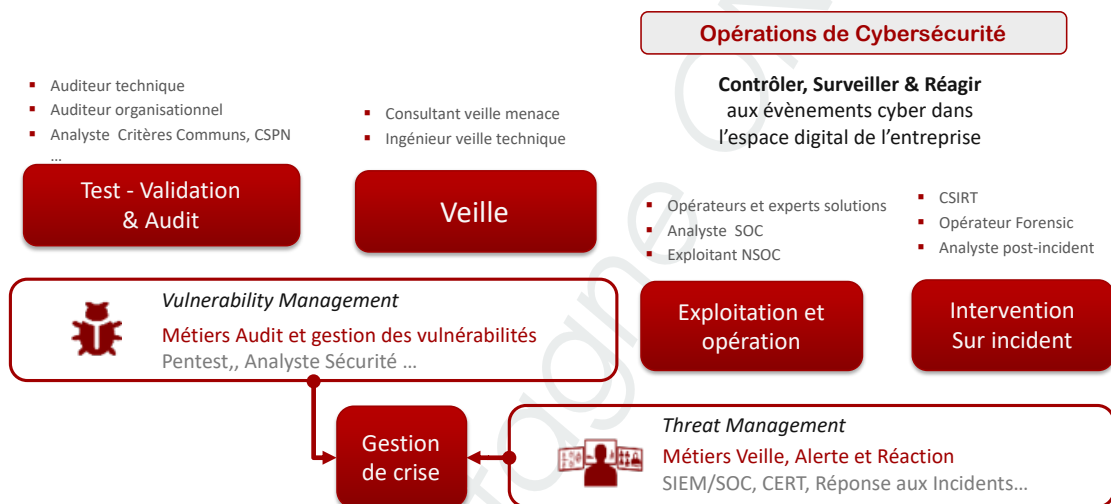 Opérations de Cybersécurité
Contrôler, Surveiller & Réagir
aux évènements cyber dans
l'espace digital de l'entreprise
▪ Auditeur technique
▪ Auditeur organisationnel
▪ Analyste Critères Communs, CSPN
...
Test - Validation
& Audit
▪ Consultant veille menace
▪ Ingénieur veille technique
Veille
▪ Opérateurs et experts solutions
▪ Analyste SOC
▪ Exploitant NSOC
Exploitation et
opération
▪ CSIRT
▪ Opérateur Forensic
▪ Analyste post-incident
Intervention
Sur incident
Vulnerability Management
Métiers Audit et gestion des vulnérabilités
Pentest,, Analyste Sécurité ...
Gestion
de crise
Threat Management
Métiers Veille, Alerte et Réaction
SIEM/SOC, CERT, Réponse aux Incidents...